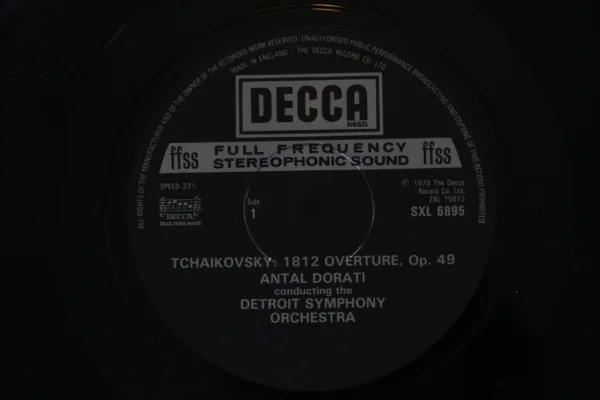 ALL RIGHTS OF THE MANUFACTURER AND OF THE OWNER OF THE RECORDED WORK RESERVED · UNAUTHORISED PUBLIC PERFORMANCE BROADCASTING AND COPYING OF THIS RECORD PROHIBITED
MADE IN ENGLAND · THE DECCA RECORD CO LTD
DECCA
REGD
ffss FULL FREQUENCY ffss
STEREOPHONIC SOUND
SPEED 33⅓
DECCA
Side
1
℗ 1979 The Decca
Record Co. Ltd.
ZAL 15012
SXL 6895
TCHAIKOVSKY: 1812 OVERTURE, Op. 49
ANTAL DORATI
conducting the
DETROIT SYMPHONY
ORCHESTRA